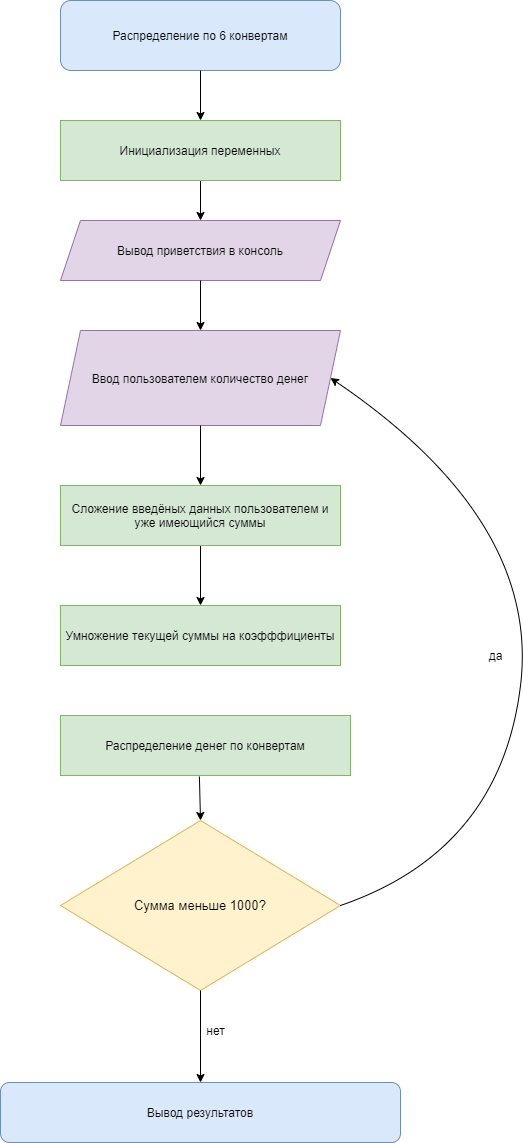 Распределение по 6 конвертам
Инициализация переменных
Вывод приветствия в консоль
Ввод пользователем количество денег
Сложение введёных данных пользователем и
уже имеющийся суммы
Умножение текущей суммы на коэфффициенты
да
Распределение денег по конвертам
Сумма меньше 1000?
нет
Вывод результатов